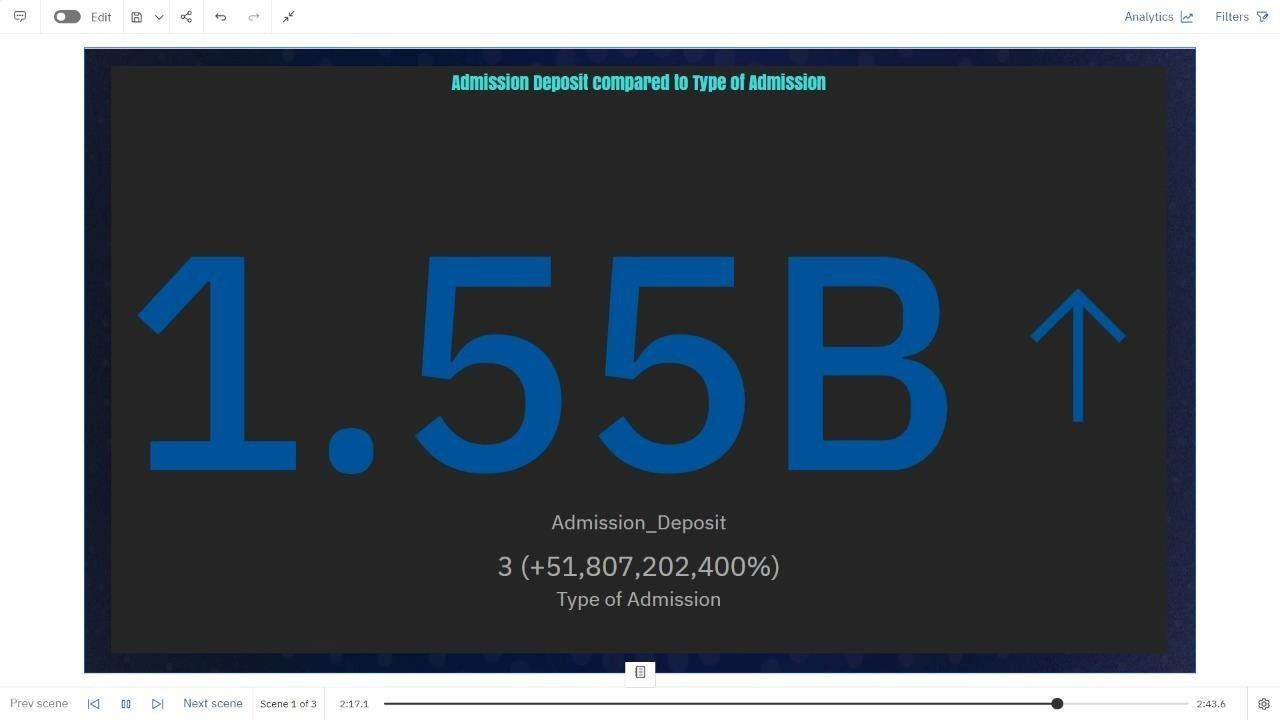 Edit
Analytics
Filters
Admission Deposit compared to Type of Admission
1.55B
Admission_Deposit
3 (+51,807,202,400%)
Type of Admission
Prev scene
Next scene
Scene 1 of 3
2:17.1
2:43.6